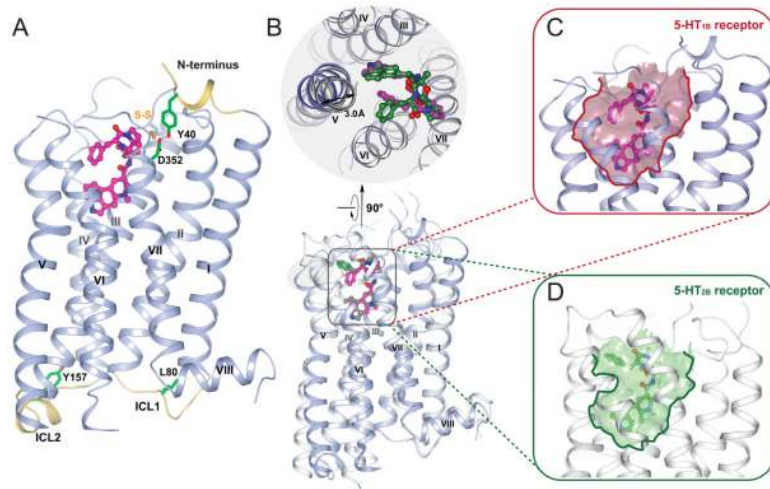 A
N-terminus
S-S
Y40
D352
III
II
IV
VII
V
I
VI
Y157
L80
VIII
ICL1
ICL2
B
IV
III
V
3.0Å
VI
VII
90°
V
IV
III
II
VII
I
VI
VIII
C
5-HT1B receptor
D
5-HT2B receptor